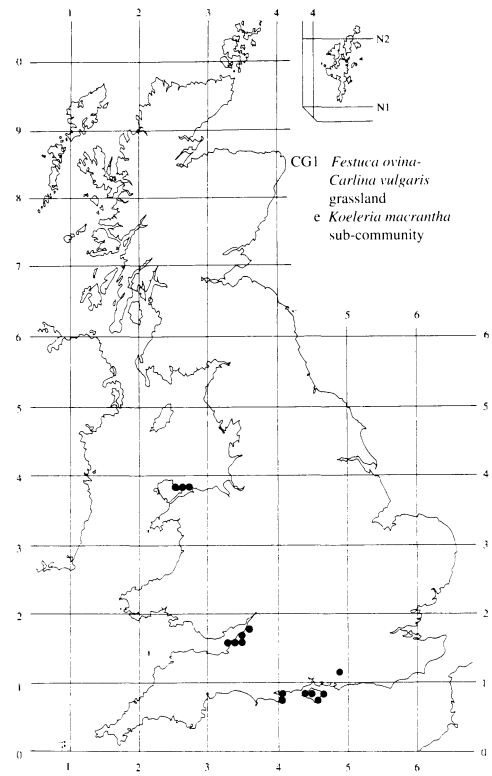 1 2 3 4
N2
N1
0
9
CG1 Festuca ovina-
Carlina vulgaris
grassland
e Koeleria macrantha
sub-community
8
7
5 6
6 6
5 5
4 4
3 3
2 2
1 1
0 0
1 2 3 4 5 6